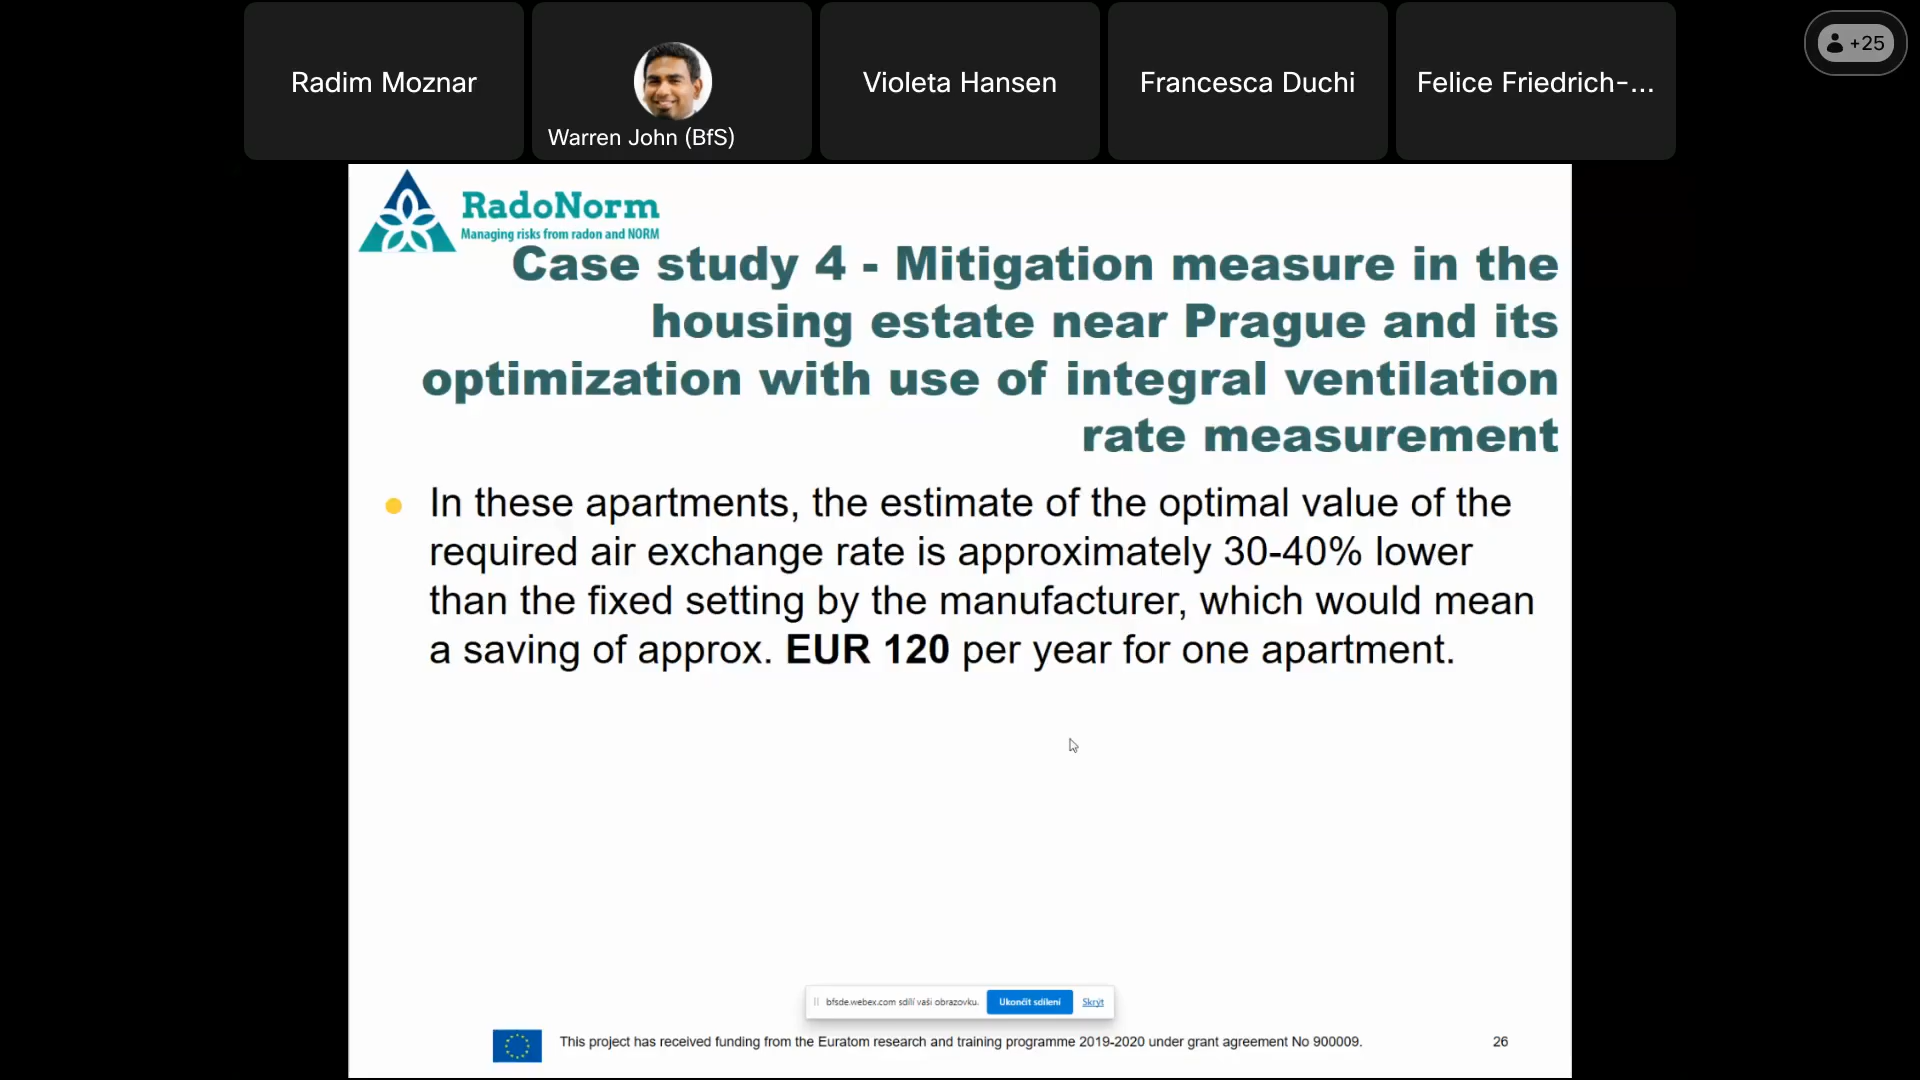 Radim Moznar
Warren John (BfS)
Violeta Hansen
Francesca Duchi
Felice Friedrich-...
+25
RadoNorm
Managing risks from radon and NORM
Case study 4 - Mitigation measure in the
housing estate near Prague and its
optimization with use of integral ventilation
rate measurement
In these apartments, the estimate of the optimal value of the
required air exchange rate is approximately 30-40% lower
than the fixed setting by the manufacturer, which would mean
a saving of approx. EUR 120 per year for one apartment.
bfsde.webex.com sdílí vaši obrazovku.
Ukončit sdílení
Skrýt
This project has received funding from the Euratom research and training programme 2019-2020 under grant agreement No 900009.
26